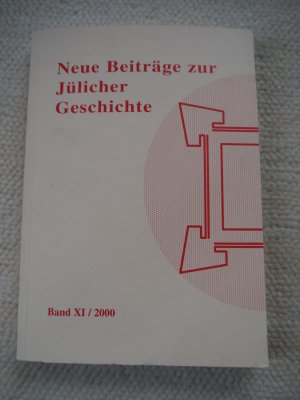 Neue Beiträge zur
Jülicher
Geschichte
Band XI / 2000